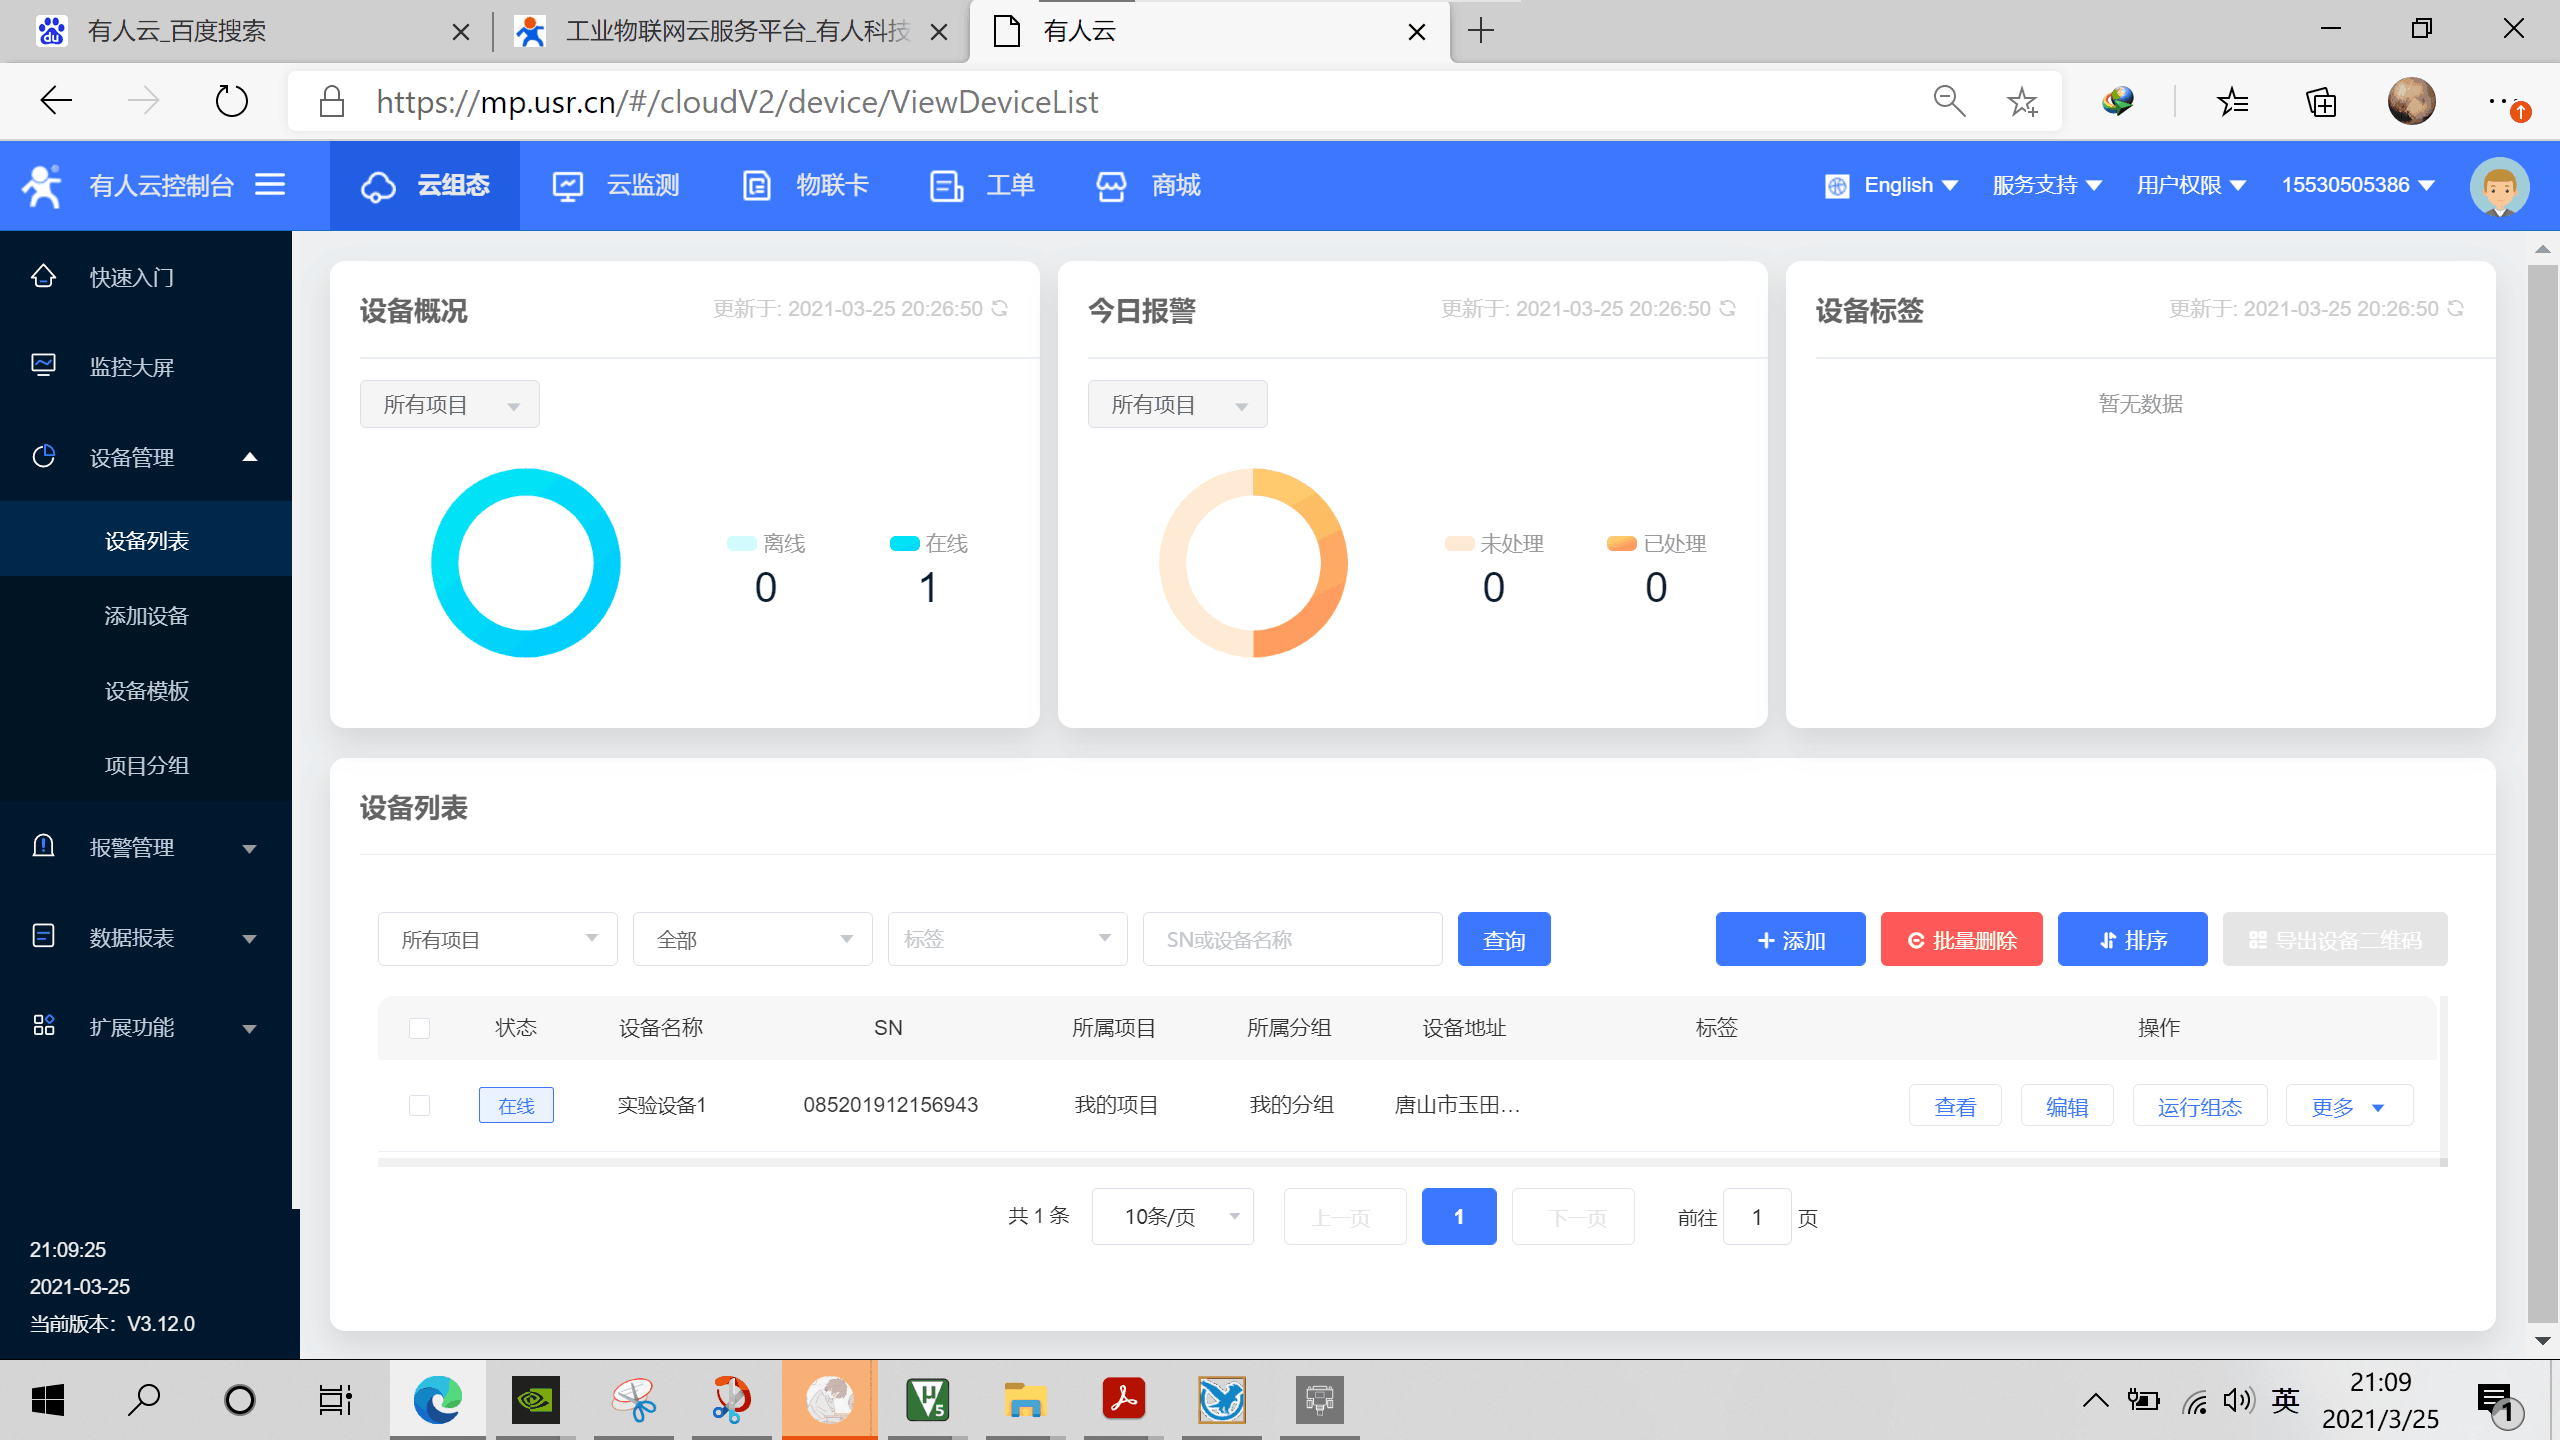 有人云_百度搜索
工业物联网云服务平台_有人科技
有人云
https://mp.usr.cn/#/cloudV2/device/ViewDeviceList
有人云控制台
云组态
云监测
物联卡
工单
商城
English
服务支持
用户权限
15530505386
快速入门
监控大屏
设备管理
设备列表
添加设备
设备模板
项目分组
报警管理
数据报表
扩展功能
21:09:25
2021-03-25
当前版本：V3.12.0
设备概况
更新于: 2021-03-25 20:26:50
所有项目
离线
0
在线
1
今日报警
更新于: 2021-03-25 20:26:50
所有项目
未处理
0
已处理
0
设备标签
更新于: 2021-03-25 20:26:50
暂无数据
设备列表
所有项目
全部
标签
SN或设备名称
查询
添加
批量删除
排序
导出设备二维码
状态 设备名称 SN 所属项目 所属分组 设备地址 标签 操作
在线 实验设备1 085201912156943 我的项目 我的分组 唐山市玉田... 查看 编辑 运行组态 更多
共 1 条 10条/页 上一页 1 下一页 前往 1 页
英
21:09
2021/3/25
1